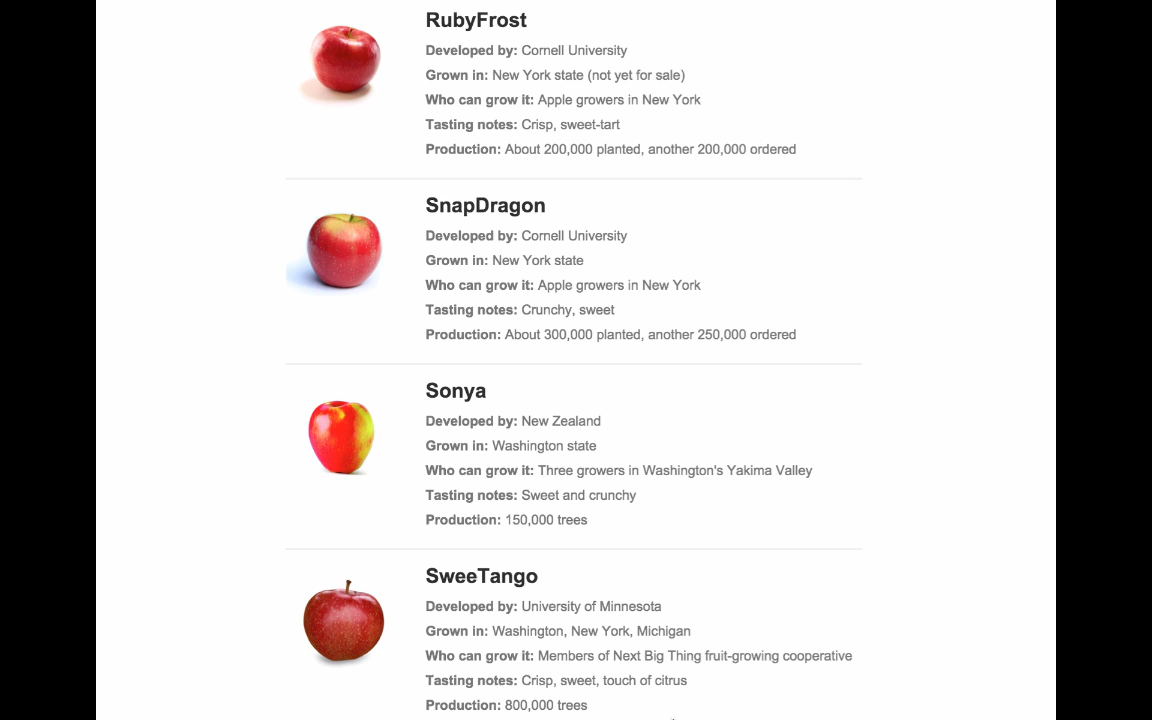 RubyFrost
Developed by: Cornell University
Grown in: New York state (not yet for sale)
Who can grow it: Apple growers in New York
Tasting notes: Crisp, sweet-tart
Production: About 200,000 planted, another 200,000 ordered
SnapDragon
Developed by: Cornell University
Grown in: New York state
Who can grow it: Apple growers in New York
Tasting notes: Crunchy, sweet
Production: About 300,000 planted, another 250,000 ordered
Sonya
Developed by: New Zealand
Grown in: Washington state
Who can grow it: Three growers in Washington's Yakima Valley
Tasting notes: Sweet and crunchy
Production: 150,000 trees
SweeTango
Developed by: University of Minnesota
Grown in: Washington, New York, Michigan
Who can grow it: Members of Next Big Thing fruit-growing cooperative
Tasting notes: Crisp, sweet, touch of citrus
Production: 800,000 trees